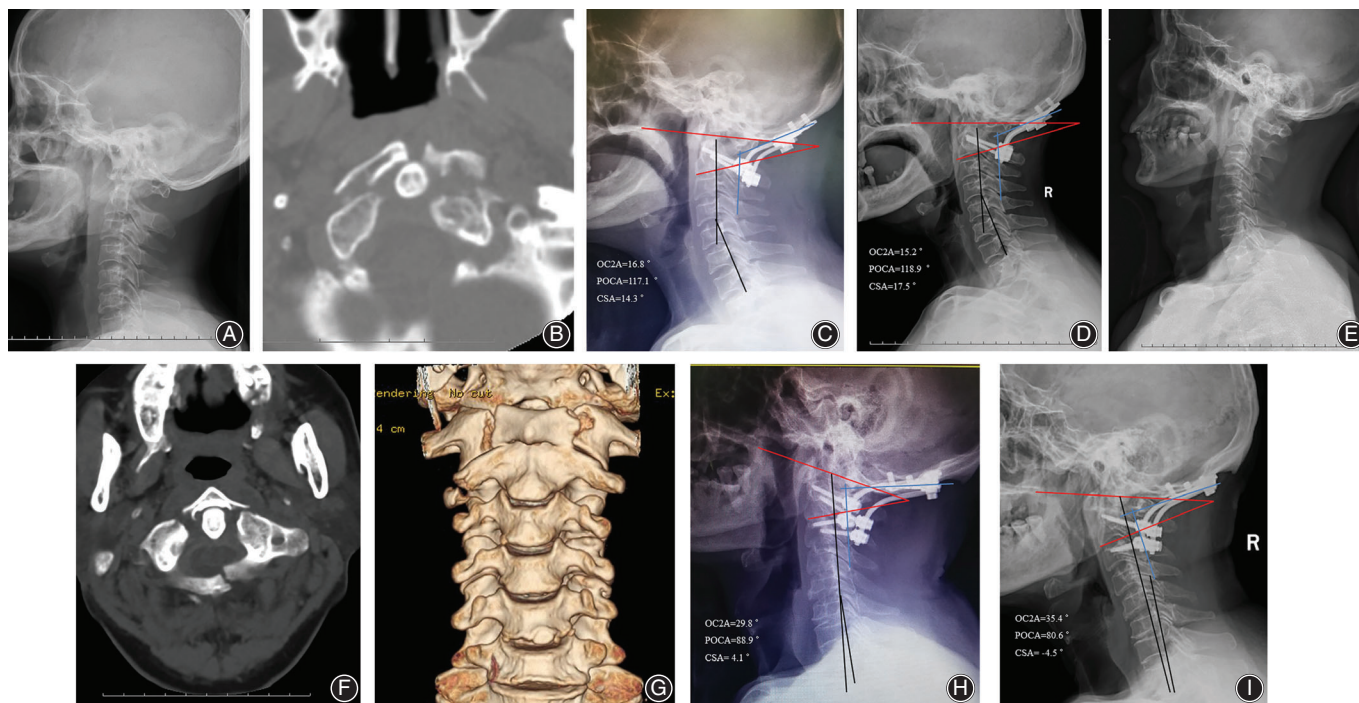 A
B
OC2A=16.8°
POCA=117.1°
CSA=14.3°
C
R
OC2A=15.2°
POCA=118.9°
CSA=17.5°
D
E
F
endering No cut
Ex:
4 cm
G
OC2A=29.8°
POCA=88.9°
CSA= 4.1°
H
R
OC2A=35.4°
POCA=80.6°
CSA= -4.5°
I